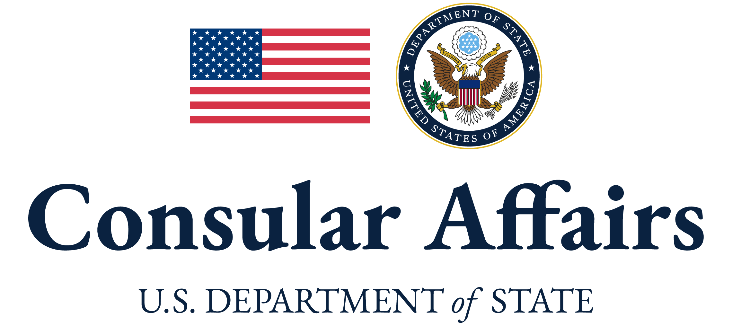 DEPARTMENT OF STATE
UNITED STATES OF AMERICA
Consular Affairs
U.S. DEPARTMENT of STATE